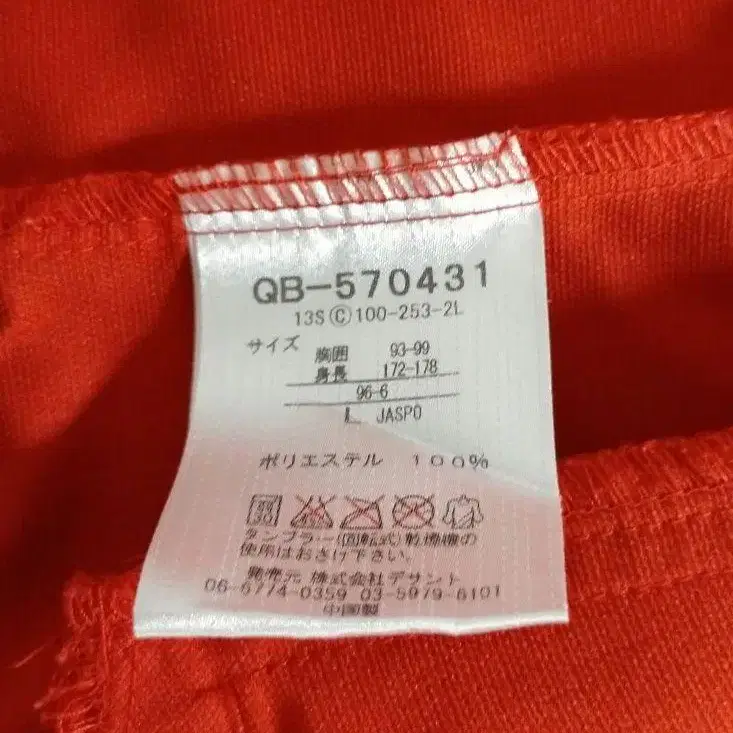 QB-570431
13SⒸ100-253-2L
サイズ 胸囲 93-99
身長 172-178
96-6
L JASPO
ポリエステル 100%
タンブラー(回転式)乾燥機の
使用はおさけ下さい。
発売元 株式会社デサント
06-6774-0359 03-5979-6101
中国製